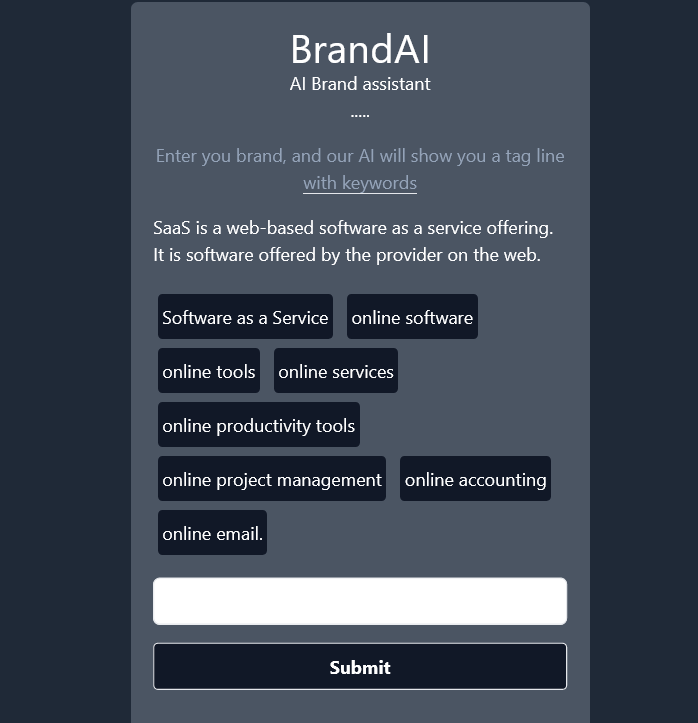 BrandAI
AI Brand assistant
.....
Enter you brand, and our AI will show you a tag line
with keywords
SaaS is a web-based software as a service offering.
It is software offered by the provider on the web.
Software as a Service online software
online tools online services
online productivity tools
online project management online accounting
online email.
Submit